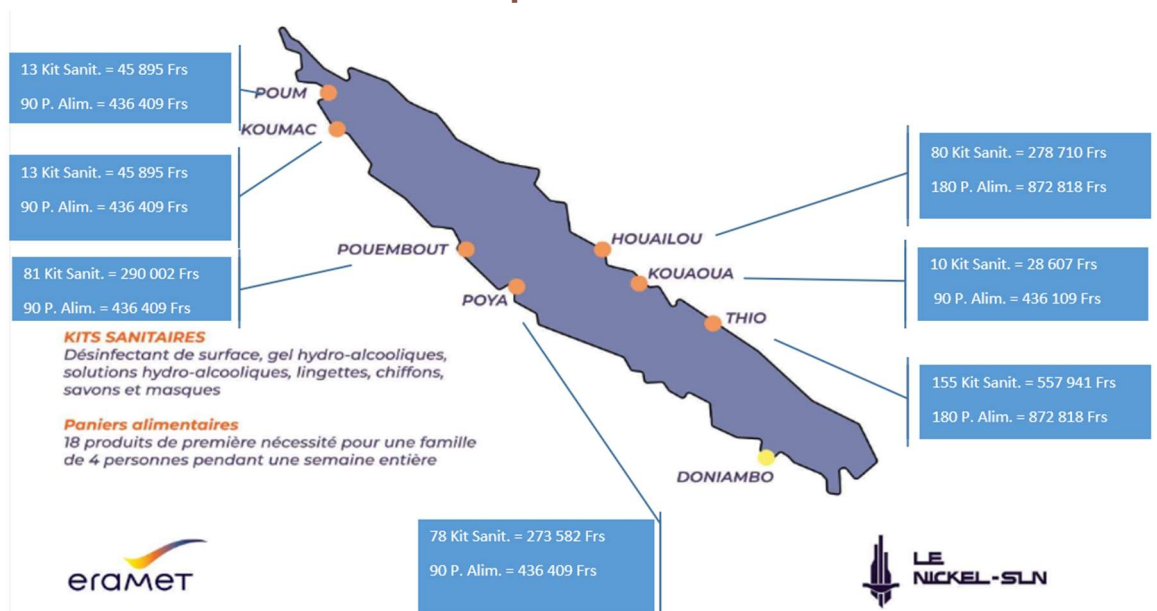 13 Kit Sanit. = 45 895 Frs
90 P. Alim. = 436 409 Frs
POUM
KOUMAC
13 Kit Sanit. = 45 895 Frs
90 P. Alim. = 436 409 Frs
POUEMBOUT
81 Kit Sanit. = 290 002 Frs
90 P. Alim. = 436 409 Frs
POYA
80 Kit Sanit. = 278 710 Frs
180 P. Alim. = 872 818 Frs
HOUAILOU
KOUAOUA
10 Kit Sanit. = 28 607 Frs
90 P. Alim. = 436 109 Frs
THIO
155 Kit Sanit. = 557 941 Frs
180 P. Alim. = 872 818 Frs
DONIAMBO
KITS SANITAIRES
Désinfectant de surface, gel hydro-alcooliques,
solutions hydro-alcooliques, lingettes, chiffons,
savons et masques
Paniers alimentaires
18 produits de première nécessité pour une famille
de 4 personnes pendant une semaine entière
78 Kit Sanit. = 273 582 Frs
90 P. Alim. = 436 409 Frs
eramet
LE
NICKEL-SLN